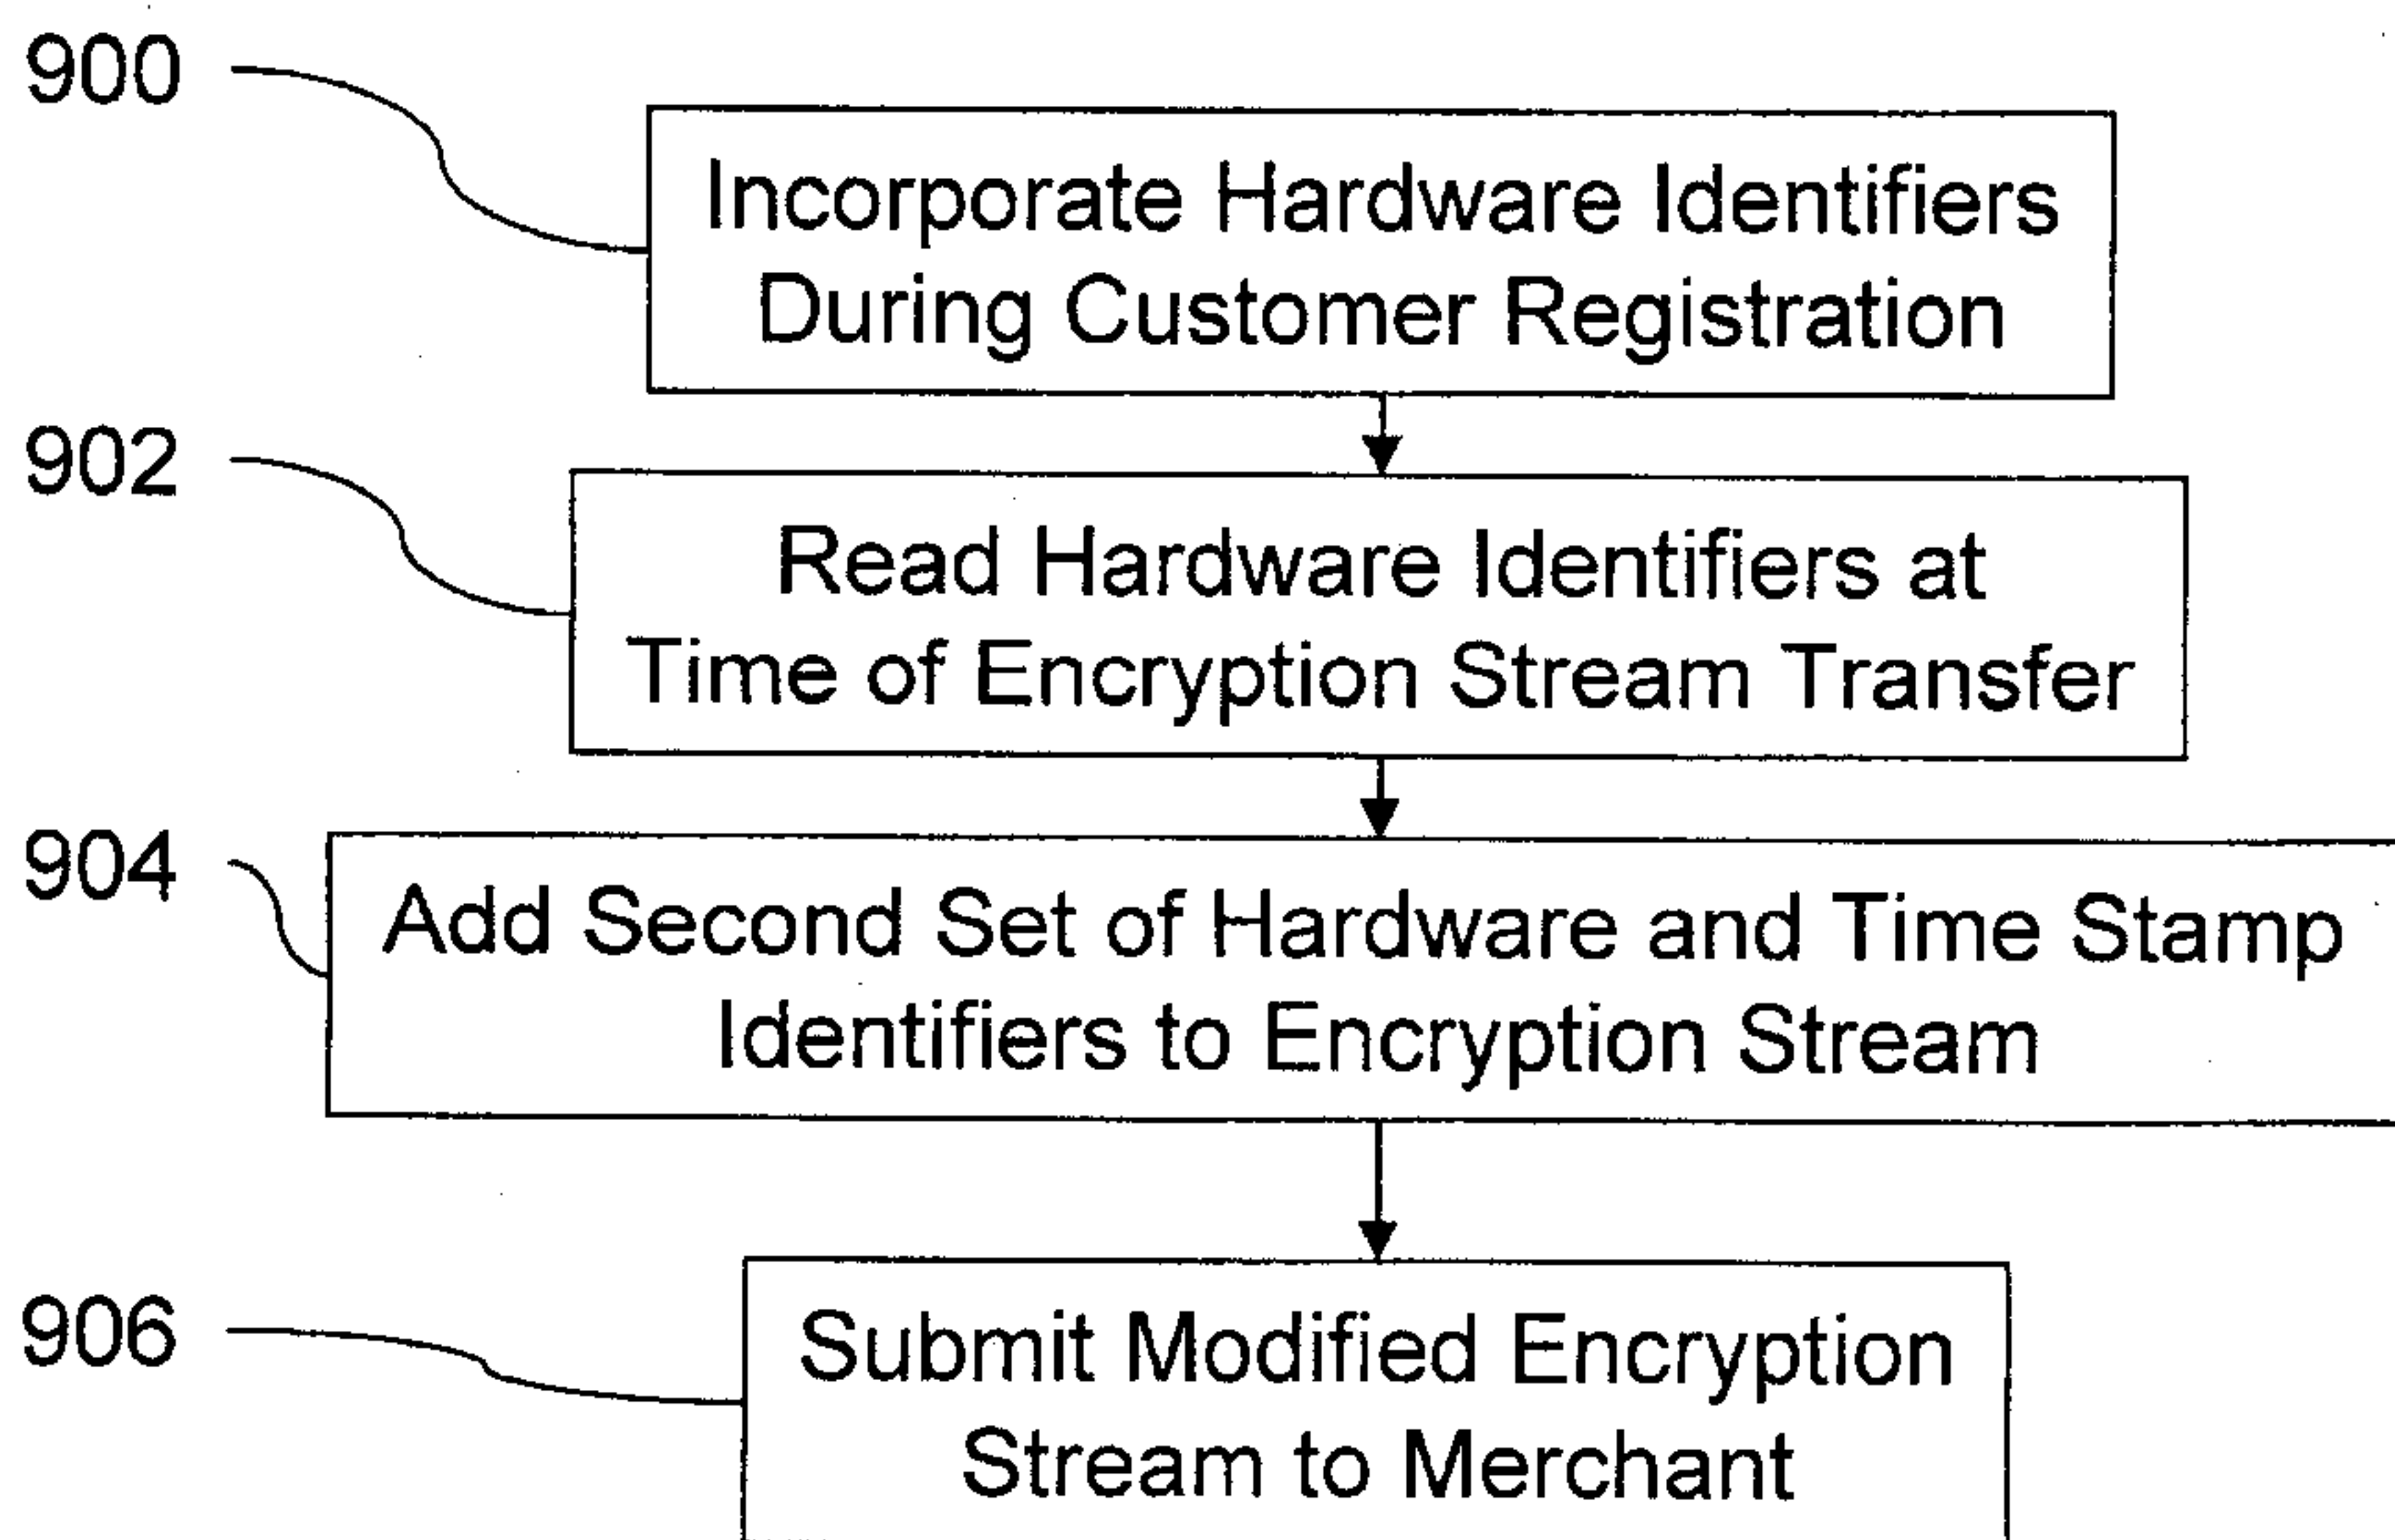 900
Incorporate Hardware Identifiers
During Customer Registration
902
Read Hardware Identifiers at
Time of Encryption Stream Transfer
904
Add Second Set of Hardware and Time Stamp
Identifiers to Encryption Stream
906
Submit Modified Encryption
Stream to Merchant